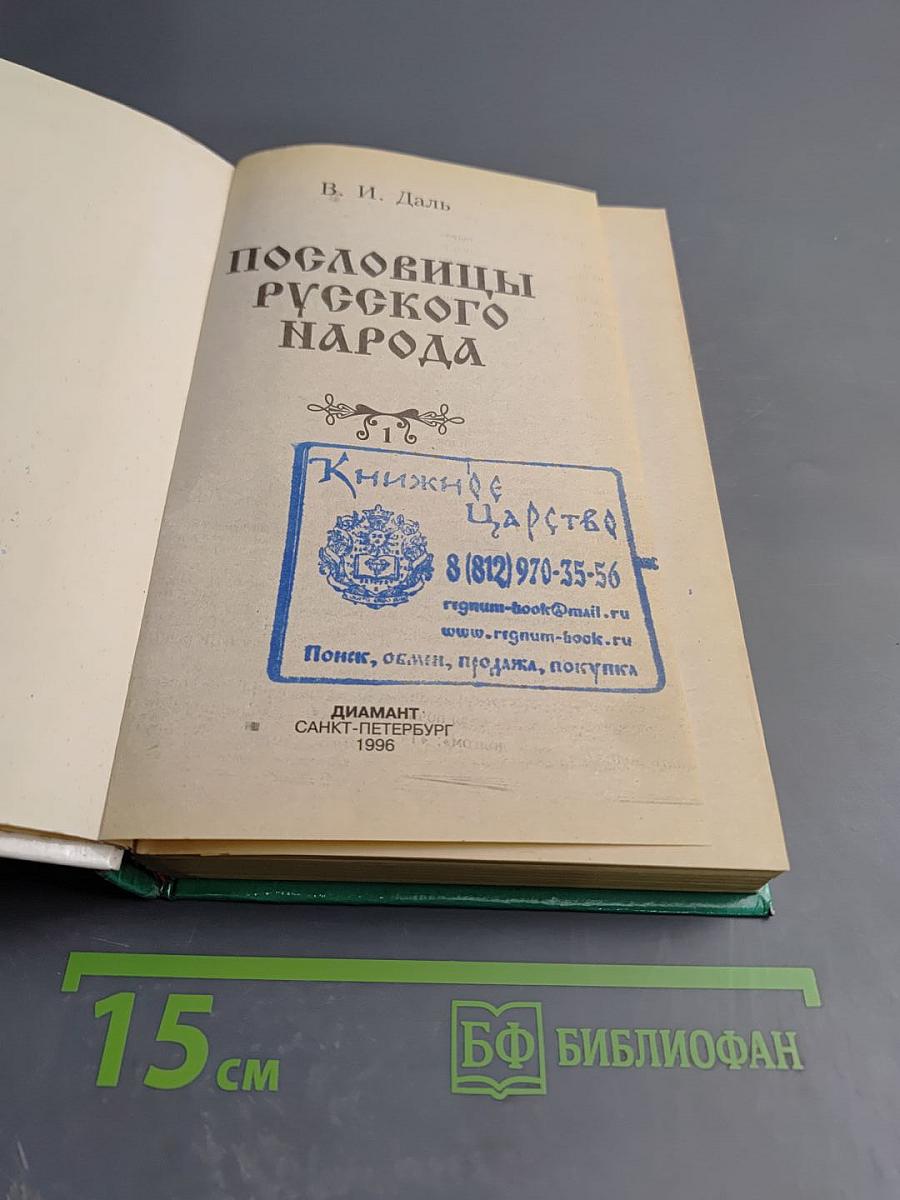 В. И. Даль
ПОСЛОВИЦЫ
РУССКОГО
НАРОДА
1
Книжное
Царство
8 (812) 970-35-56
regnum-book@mail.ru
www.regnum-book.ru
Поиск, обмен, продажа, покупка
ДИАМАНТ
САНКТ-ПЕТЕРБУРГ
1996
15 см
БФ БИБЛИОФАН